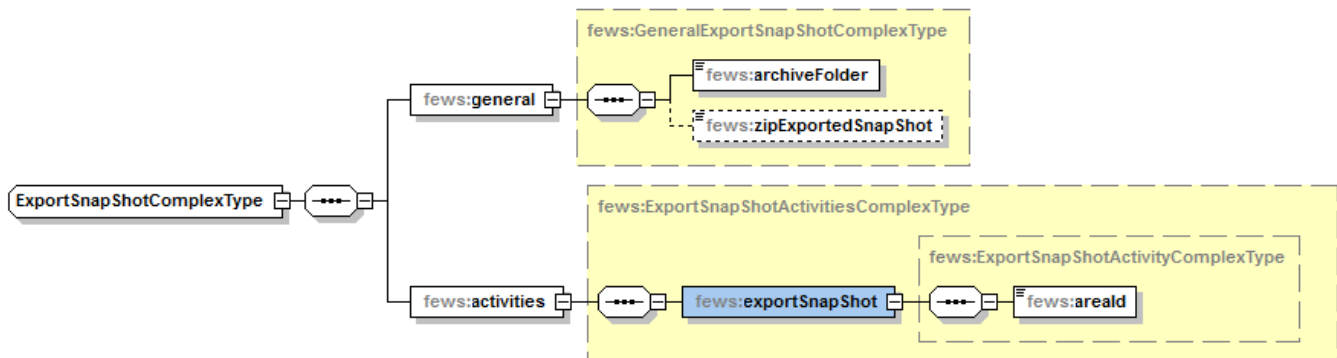 fews:GeneralExportSnapShotComplexType
fews:archiveFolder
fews:general
fews:zipExportedSnapShot
ExportSnapShotComplexType
fews:ExportSnapShotActivitiesComplexType
fews:ExportSnapShotActivityComplexType
fews:activities
fews:exportSnapShot
fews:areaId